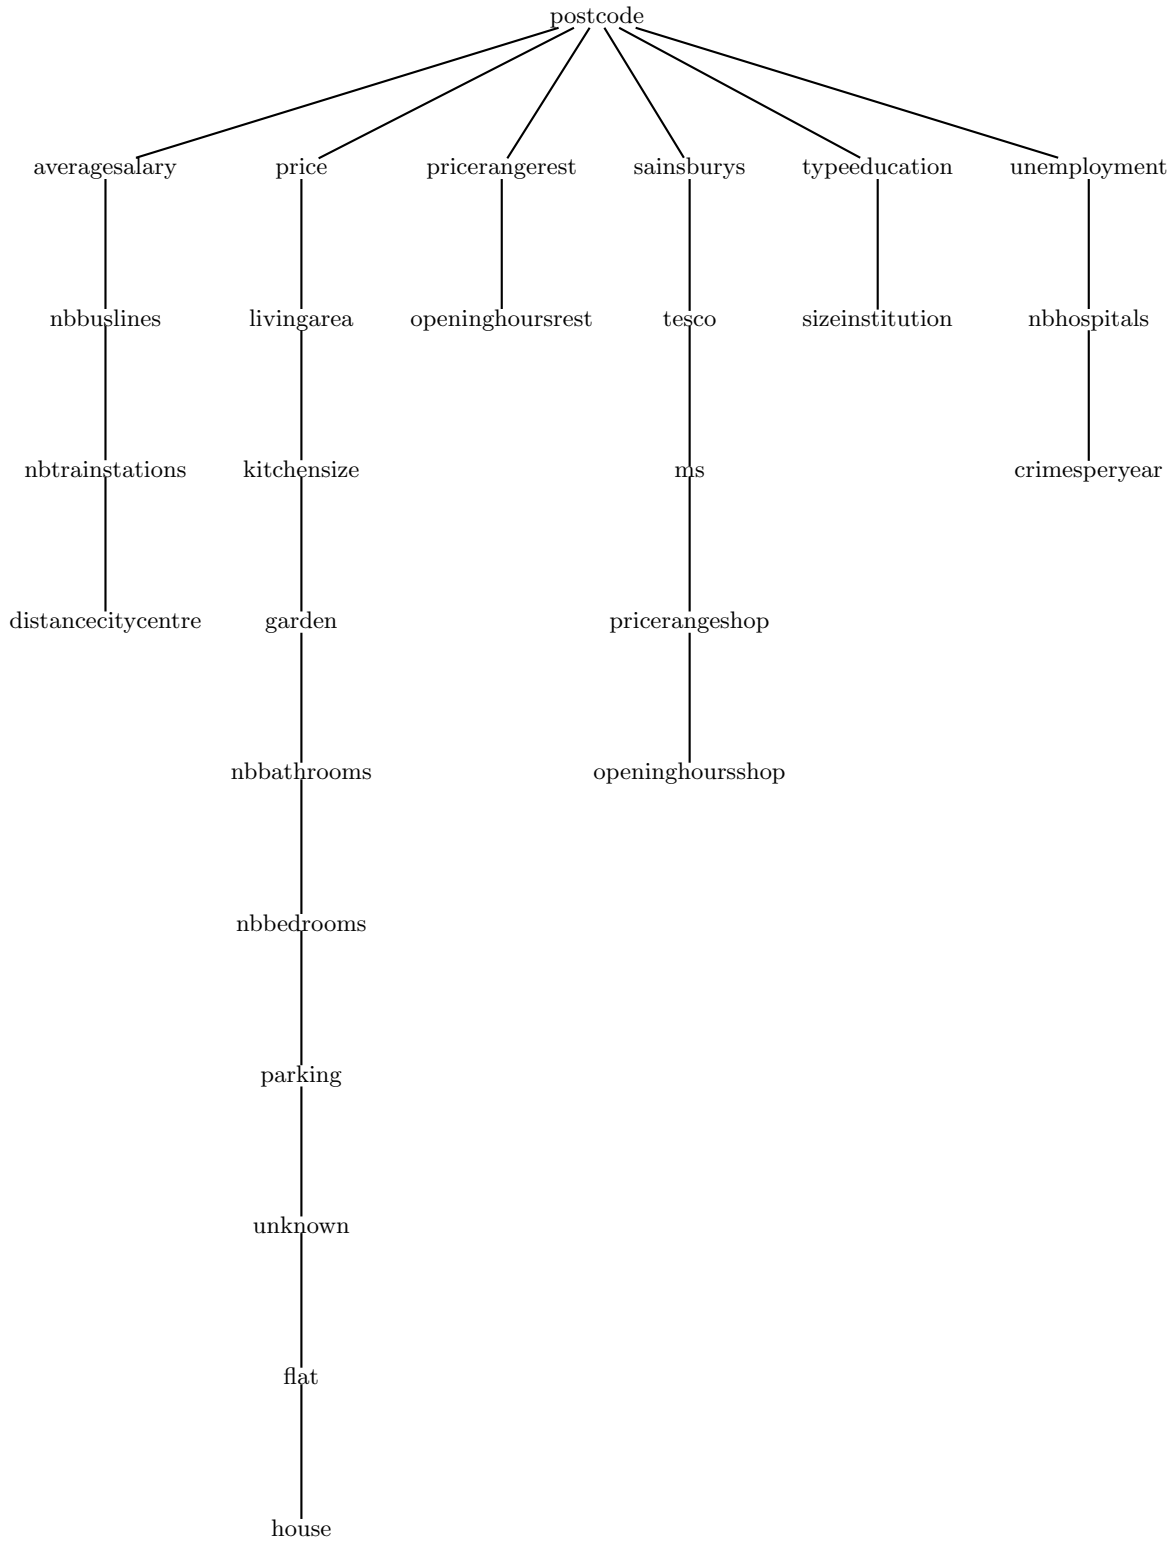 postcode
averagesalary price pricerangerest sainsburys typeeducation unemployment
nbbuslines livingarea openinghoursrest tesco sizeinstitution nbhospitals
nbtrainstations kitchensize ms crimesperyear
distancecitycentre garden pricerangeshop
nbbathrooms openinghoursshop
nbbedrooms
parking
unknown
flat
house